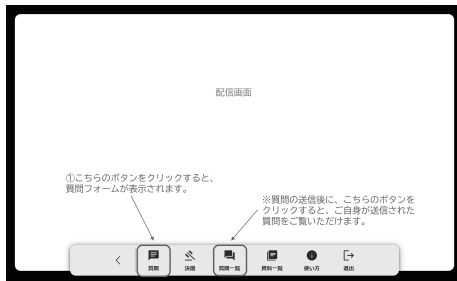 配信画面
①こちらのボタンをクリックすると、
質問フォームが表示されます。
※質問の送信後に、こちらのボタンを
クリックすると、ご自身が送信された
質問をご覧いただけます。
質問 決議 質問一覧 資料一覧 使い方 退出